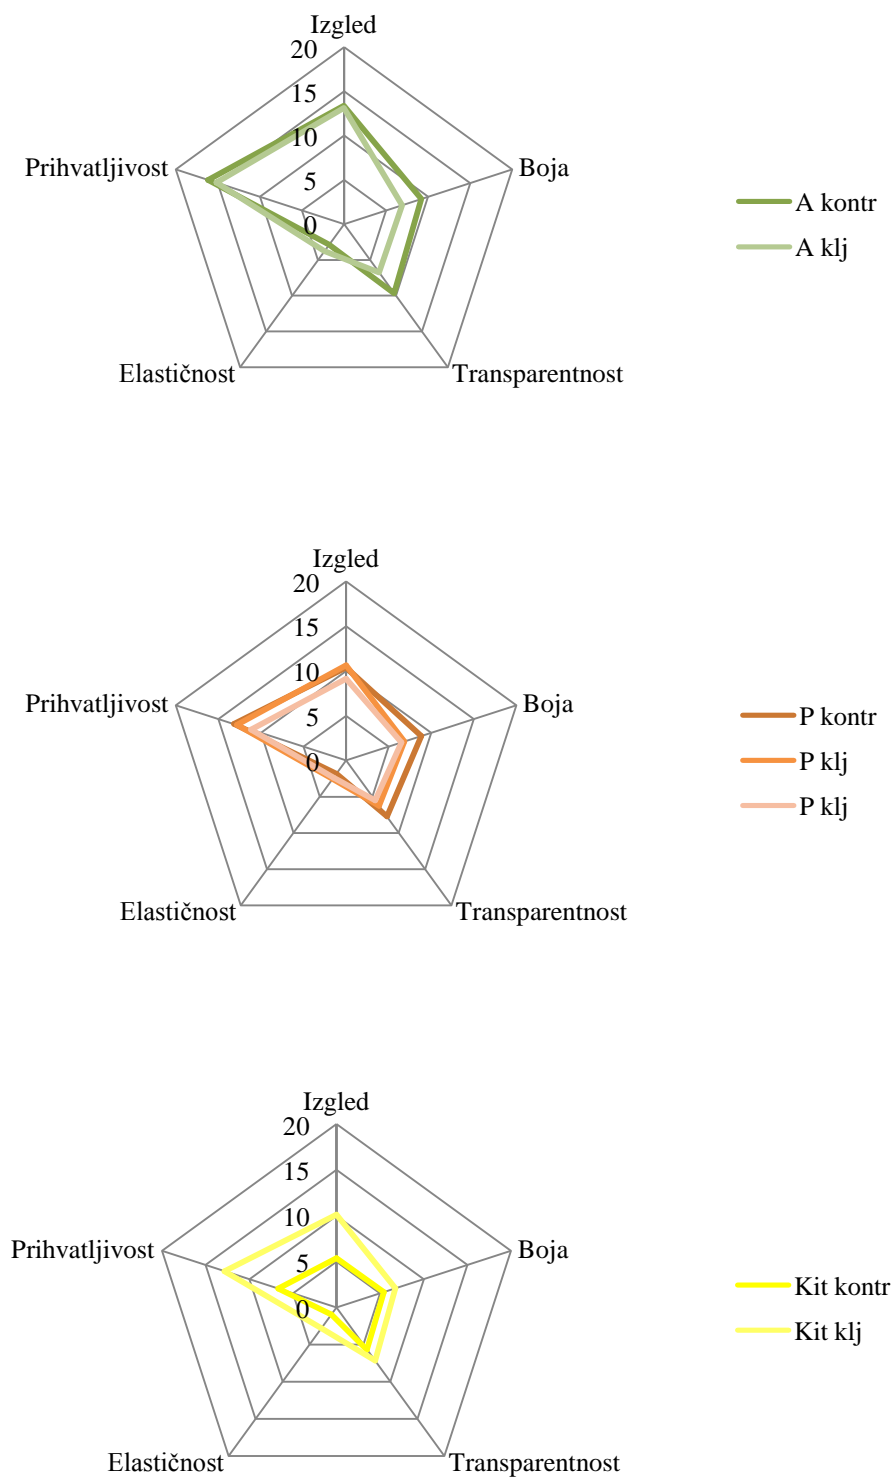 Izgled
20
15
10
5
0
Prihvatljivost
Boja
Elastičnost
Transparentnost
A kontr
A klj
Izgled
20
15
10
5
0
Prihvatljivost
Boja
Elastičnost
Transparentnost
P kontr
P klj
P klj
Izgled
20
15
10
5
0
Prihvatljivost
Boja
Elastičnost
Transparentnost
Kit kontr
Kit klj